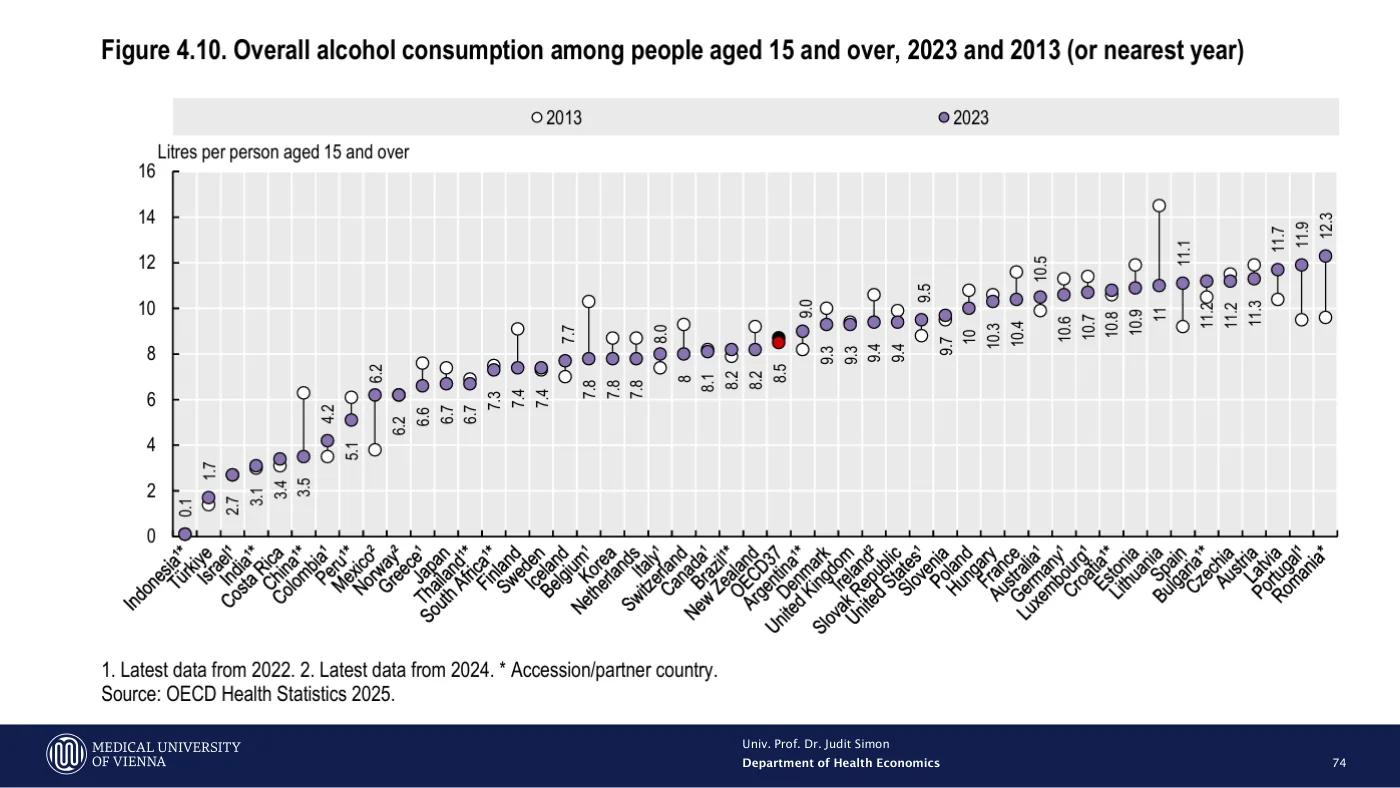 Figure 4.10. Overall alcohol consumption among people aged 15 and over, 2023 and 2013 (or nearest year)
2013
2023
Litres per person aged 15 and over
16
14
12
10
8
6
4
2
0
0.1
1.7
2.7
3.1
3.4
3.5
4.2
5.1
6.2
6.2
6.6
6.7
6.7
7.3
7.4
7.4
7.7
7.8
7.8
7.8
8.0
8
8.1
8.2
8.2
8.5
9.0
9.3
9.3
9.4
9.4
9.5
9.7
10
10.3
10.4
10.5
10.6
10.7
10.8
10.9
11
11.1
11.2
11.2
11.3
11.7
11.9
12.3
Indonesia¹*
Türkiye
Israel¹
India¹*
Costa Rica
China¹*
Colombia¹
Peru¹*
Mexico²
Norway²
Greece¹
Japan
Thailand¹*
South Africa¹*
Finland
Sweden
Iceland
Belgium¹
Korea
Netherlands
Italy¹
Switzerland
Canada¹
Brazil¹*
New Zealand
OECD37
Argentina¹*
Denmark
United Kingdom
Ireland²
Slovak Republic
United States¹
Slovenia
Poland
Hungary
France
Australia¹
Germany¹
Luxembourg¹
Croatia¹*
Estonia
Lithuania
Spain
Bulgaria¹*
Czechia
Austria
Latvia
Portugal¹
Romania*
1. Latest data from 2022. 2. Latest data from 2024. * Accession/partner country.
Source: OECD Health Statistics 2025.
MEDICAL UNIVERSITY
OF VIENNA
Univ. Prof. Dr. Judit Simon
Department of Health Economics
74